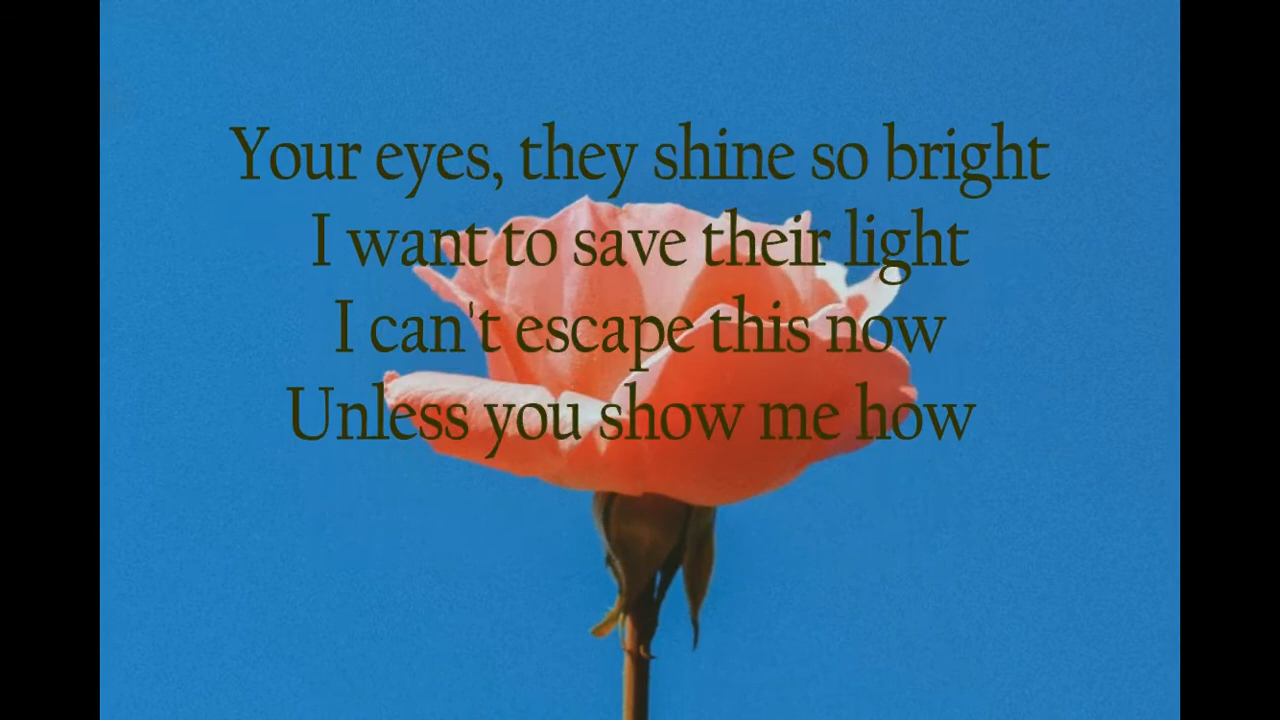 Your eyes, they shine so bright
I want to save their light
I can't escape this now
Unless you show me how